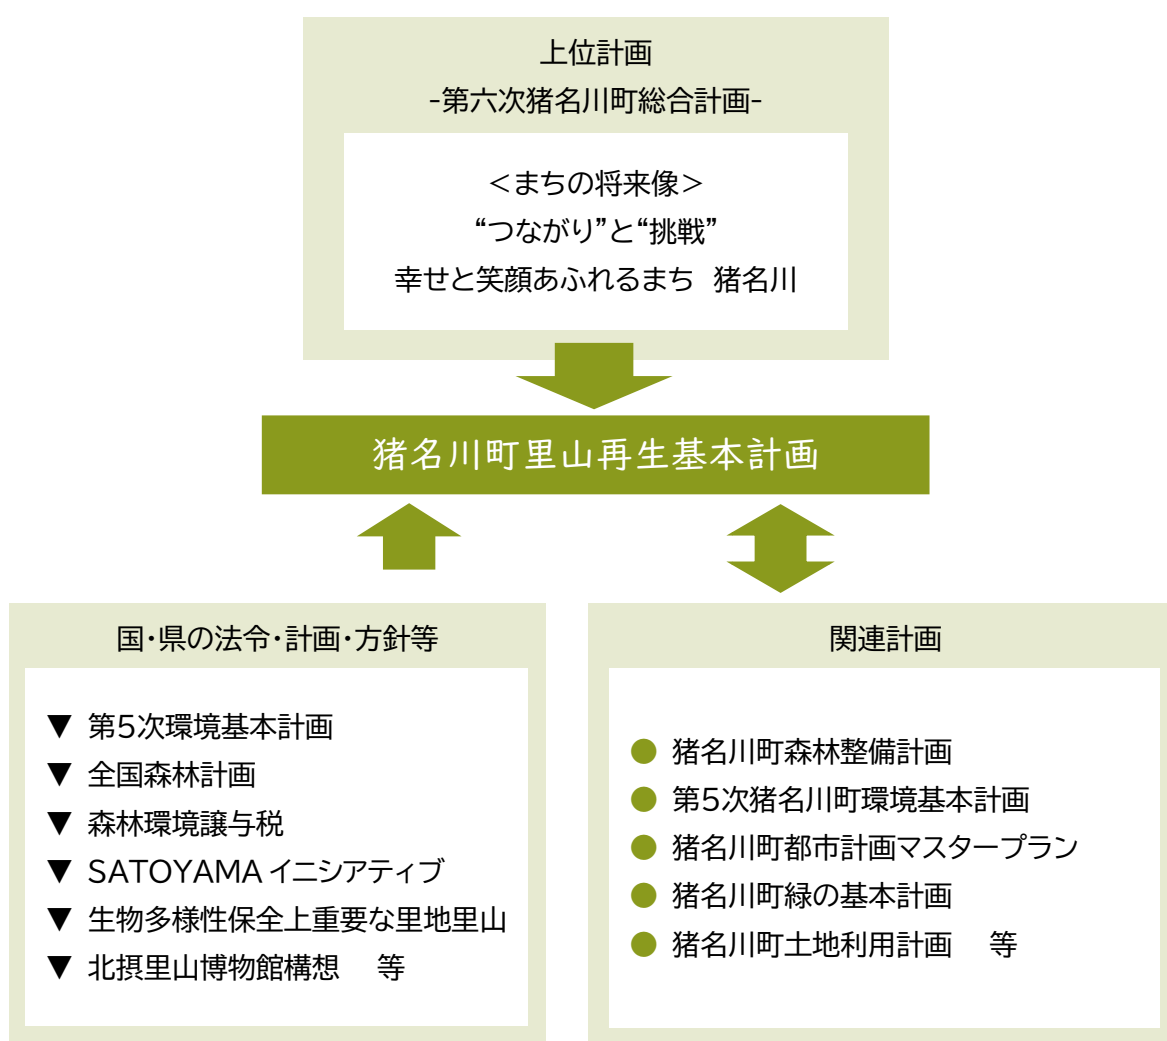 上位計画
-第六次猪名川町総合計画-
＜まちの将来像＞
“つながり”と“挑戦”
幸せと笑顔あふれるまち　猪名川
猪名川町里山再生基本計画
国・県の法令・計画・方針等
▼ 第5次環境基本計画
▼ 全国森林計画
▼ 森林環境譲与税
▼ SATOYAMAイニシアティブ
▼ 生物多様性保全上重要な里地里山
▼ 北摂里山博物館構想　等
関連計画
● 猪名川町森林整備計画
● 第5次猪名川町環境基本計画
● 猪名川町都市計画マスタープラン
● 猪名川町緑の基本計画
● 猪名川町土地利用計画　等